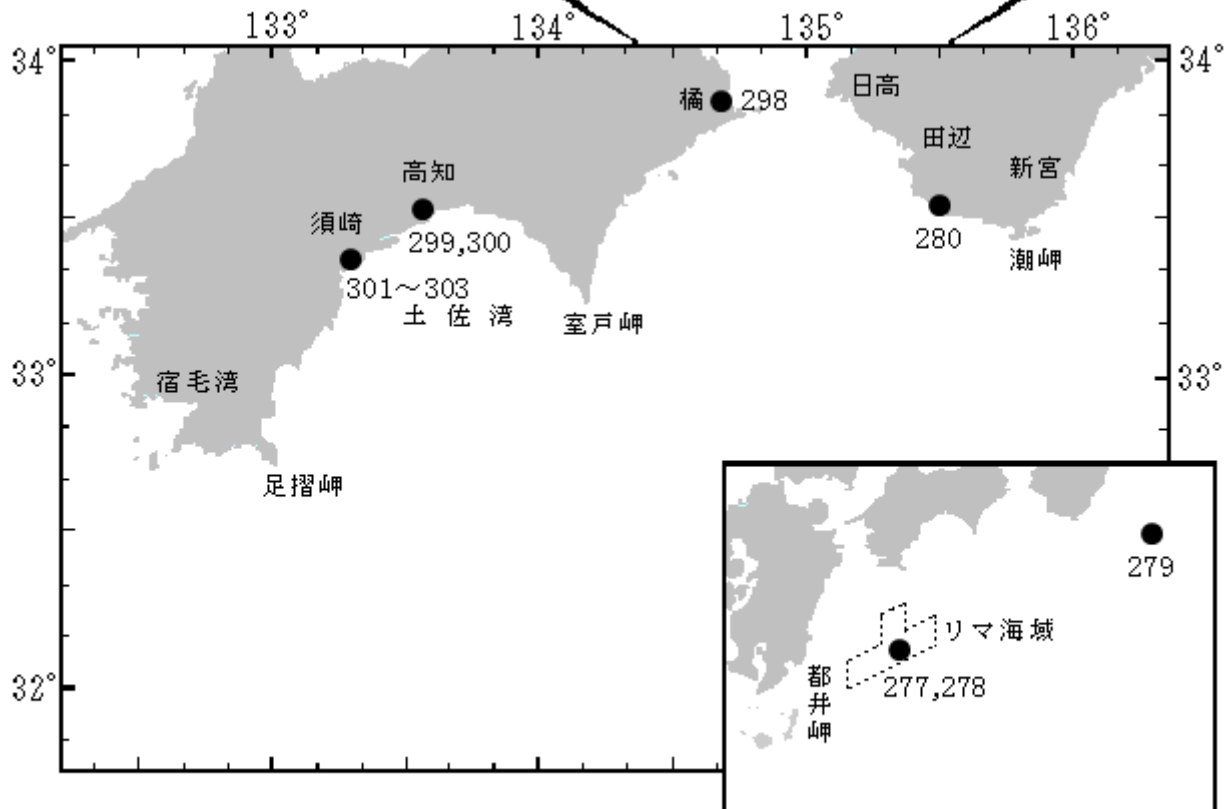 133° 134° 135° 136°
34° 34°
日高
橘 298
田辺
新宮
高知
須崎
299,300
280
潮岬
301～303
土佐湾
室戸岬
33° 33°
宿毛湾
足摺岬
279
リマ海域
都井岬
277,278
32°